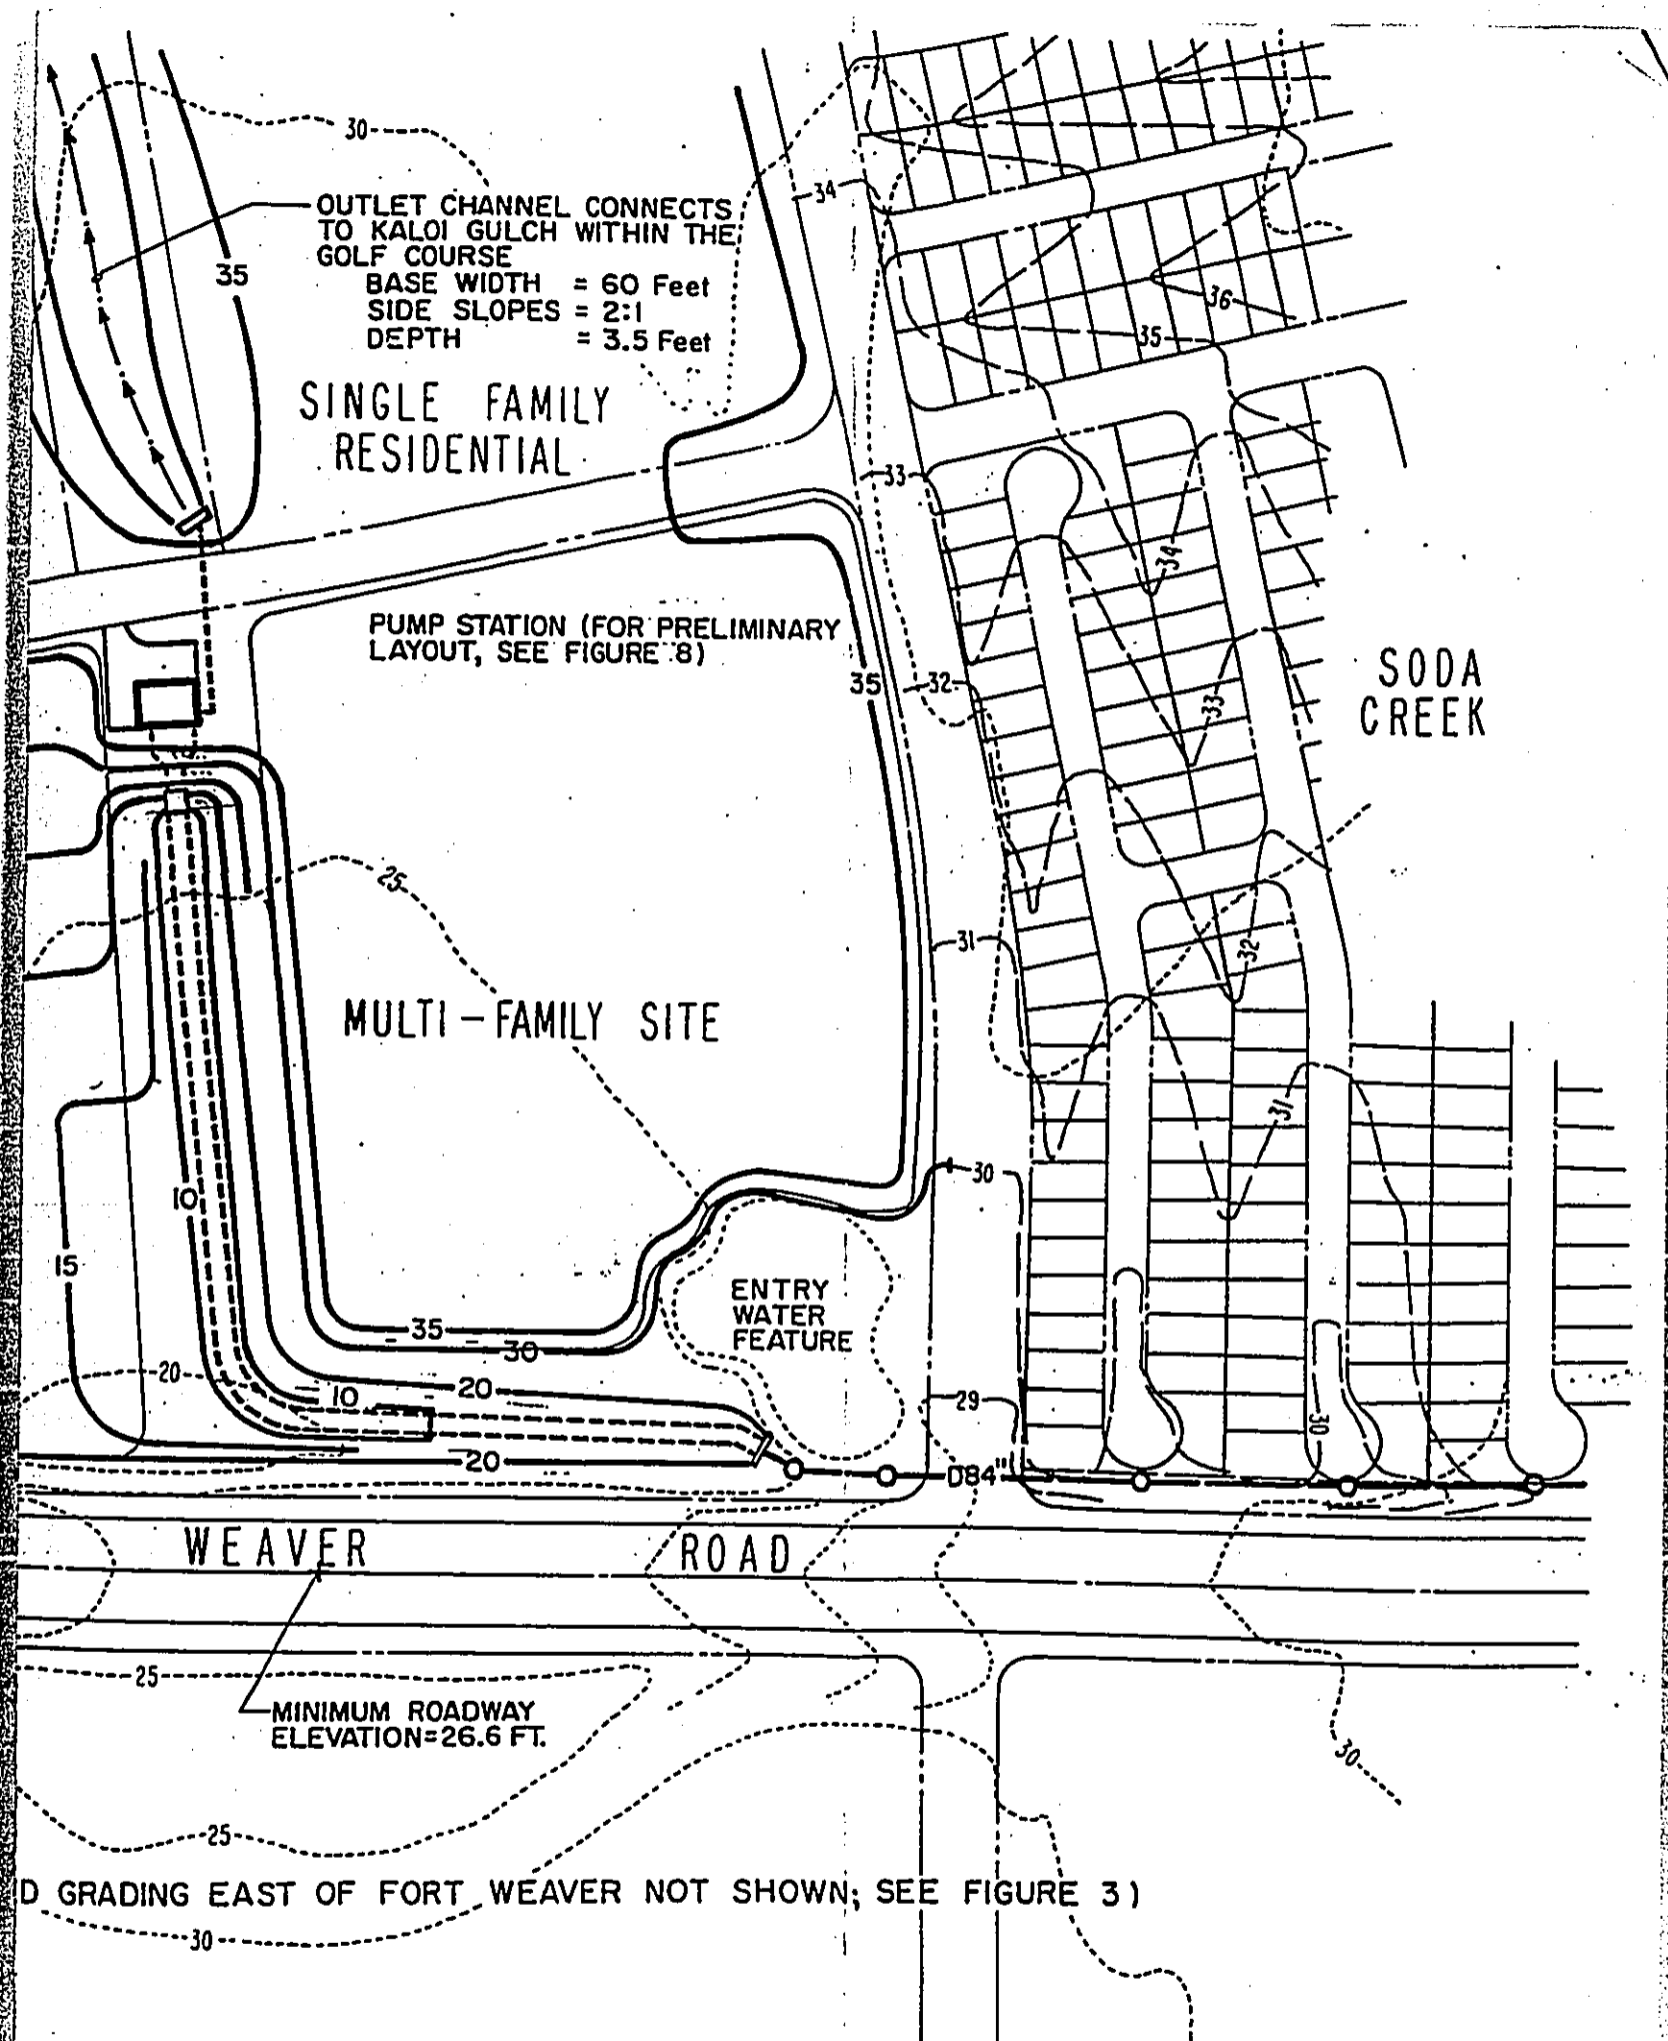 30
34
OUTLET CHANNEL CONNECTS
TO KALOI GULCH WITHIN THE
GOLF COURSE
BASE WIDTH = 60 Feet
SIDE SLOPES = 2:1
DEPTH = 3.5 Feet
35
36
35
SINGLE FAMILY
RESIDENTIAL
33
34
PUMP STATION (FOR PRELIMINARY
LAYOUT, SEE FIGURE 8)
35
32
33
SODA
CREEK
25
31
32
MULTI-FAMILY SITE
31
30
10
15
ENTRY
WATER
FEATURE
35
30
20
10
20
29
30
20
D84"
WEAVER ROAD
25
MINIMUM ROADWAY
ELEVATION=26.6 FT.
30
25
D GRADING EAST OF FORT WEAVER NOT SHOWN; SEE FIGURE 3)
30